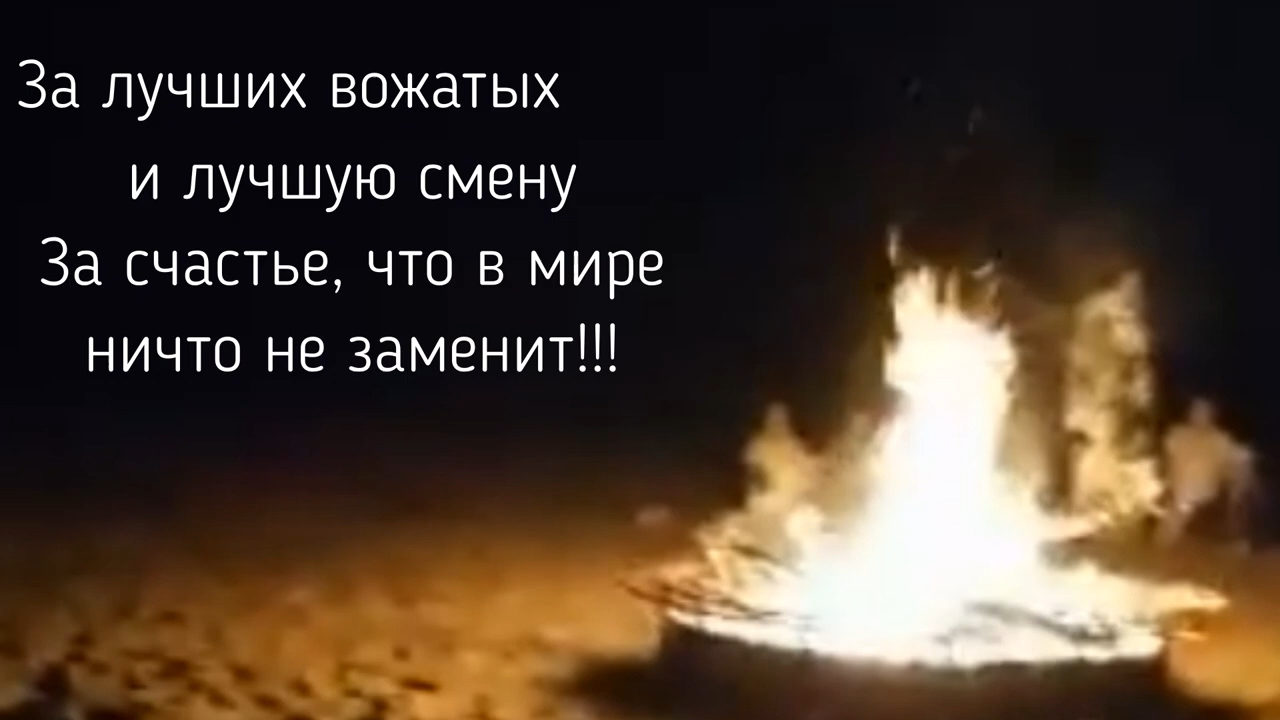 За лучших вожатых
и лучшую смену
За счастье, что в мире
ничто не заменит!!!